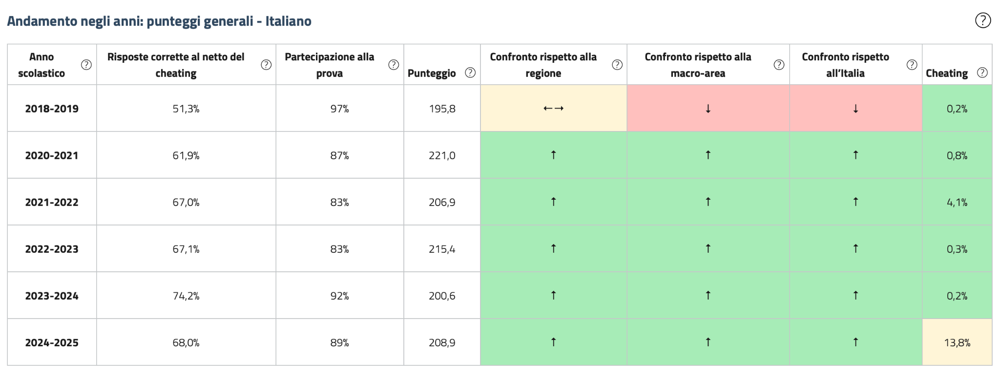 Andamento negli anni: punteggi generali - Italiano ?
Anno scolastico ? Risposte corrette al netto del cheating ? Partecipazione alla prova ? Punteggio ? Confronto rispetto alla regione ? Confronto rispetto alla macro-area ? Confronto rispetto all'Italia ? Cheating ?
2018-2019 51,3% 97% 195,8 ←→ ↓ ↓ 0,2%
2020-2021 61,9% 87% 221,0 ↑ ↑ ↑ 0,8%
2021-2022 67,0% 83% 206,9 ↑ ↑ ↑ 4,1%
2022-2023 67,1% 83% 215,4 ↑ ↑ ↑ 0,3%
2023-2024 74,2% 92% 200,6 ↑ ↑ ↑ 0,2%
2024-2025 68,0% 89% 208,9 ↑ ↑ ↑ 13,8%